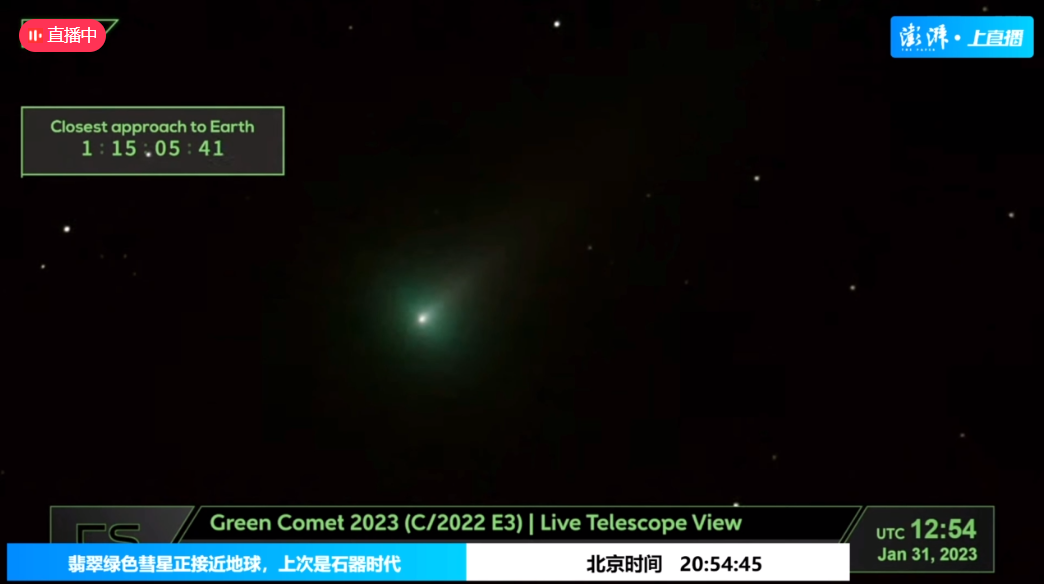 直播中
澎湃·上直播
THE PAPER
Closest approach to Earth
1:15:05:41
Green Comet 2023 (C/2022 E3) | Live Telescope View
UTC 12:54
Jan 31, 2023
翡翠绿色彗星正接近地球，上次是石器时代
北京时间 20:54:45